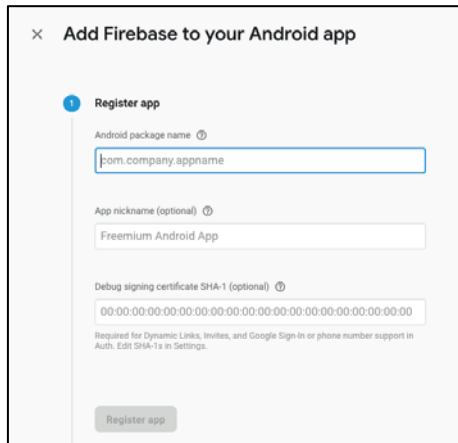 × Add Firebase to your Android app
1 Register app
Android package name ?
com.company.appname
App nickname (optional) ?
Freemium Android App
Debug signing certificate SHA-1 (optional) ?
00:00:00:00:00:00:00:00:00:00:00:00:00:00:00:00:00:00:00:00
Required for Dynamic Links, Invites, and Google Sign-In or phone number support in
Auth. Edit SHA-1s in Settings.
Register app